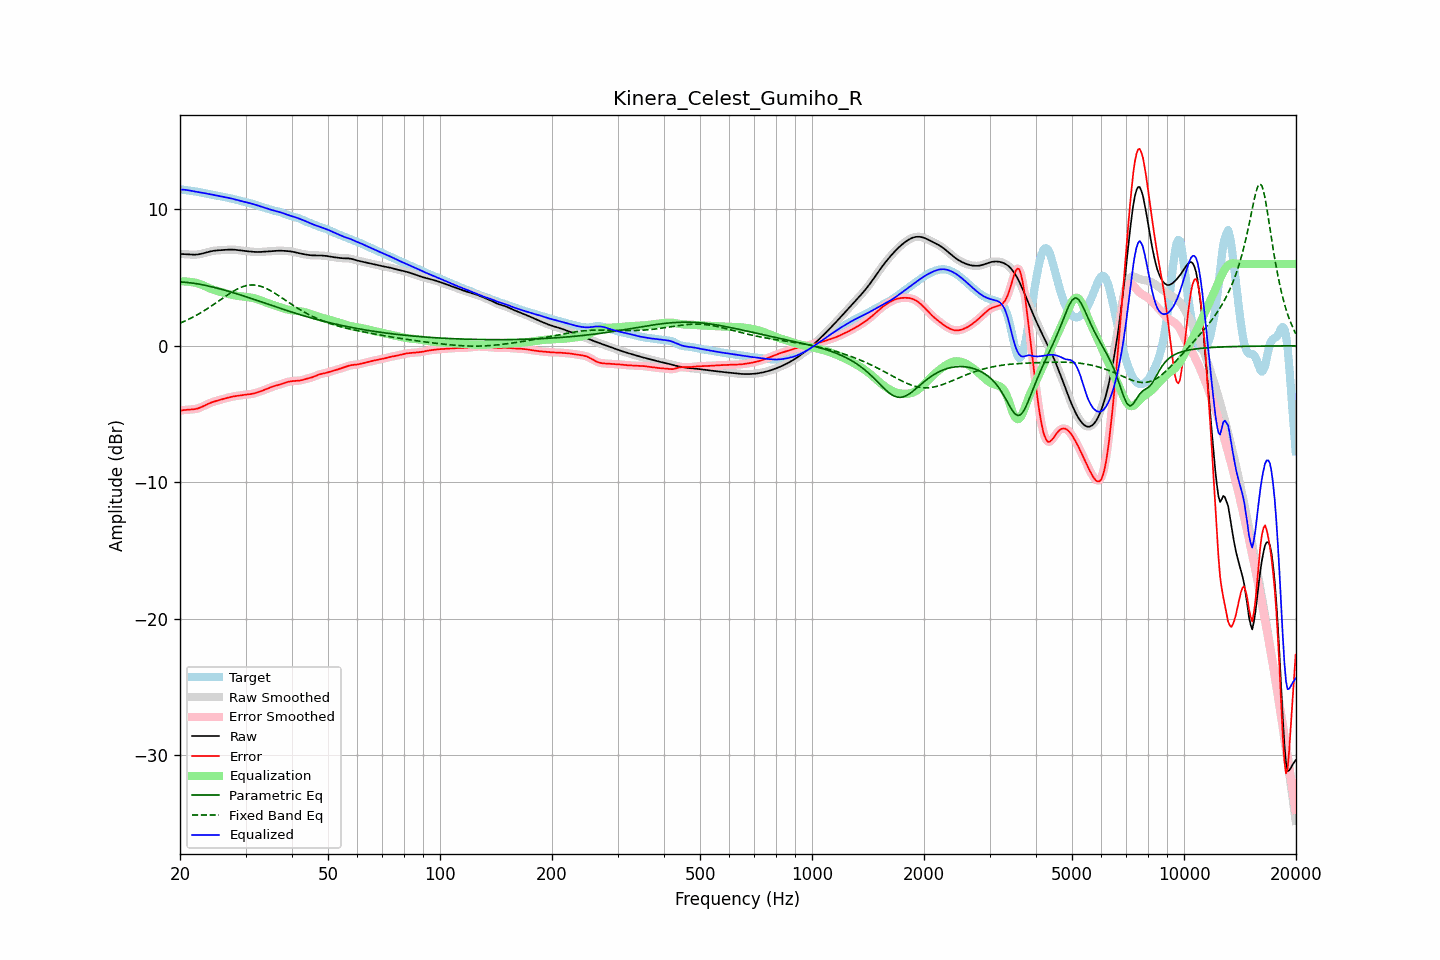 Kinera_Celest_Gumiho_R
Amplitude (dBr)
10
0
−10
−20
−30
Target
Raw Smoothed
Error Smoothed
Raw
Error
Equalization
Parametric Eq
Fixed Band Eq
Equalized
20 50 100 200 500 1000 2000 5000 10000 20000
Frequency (Hz)